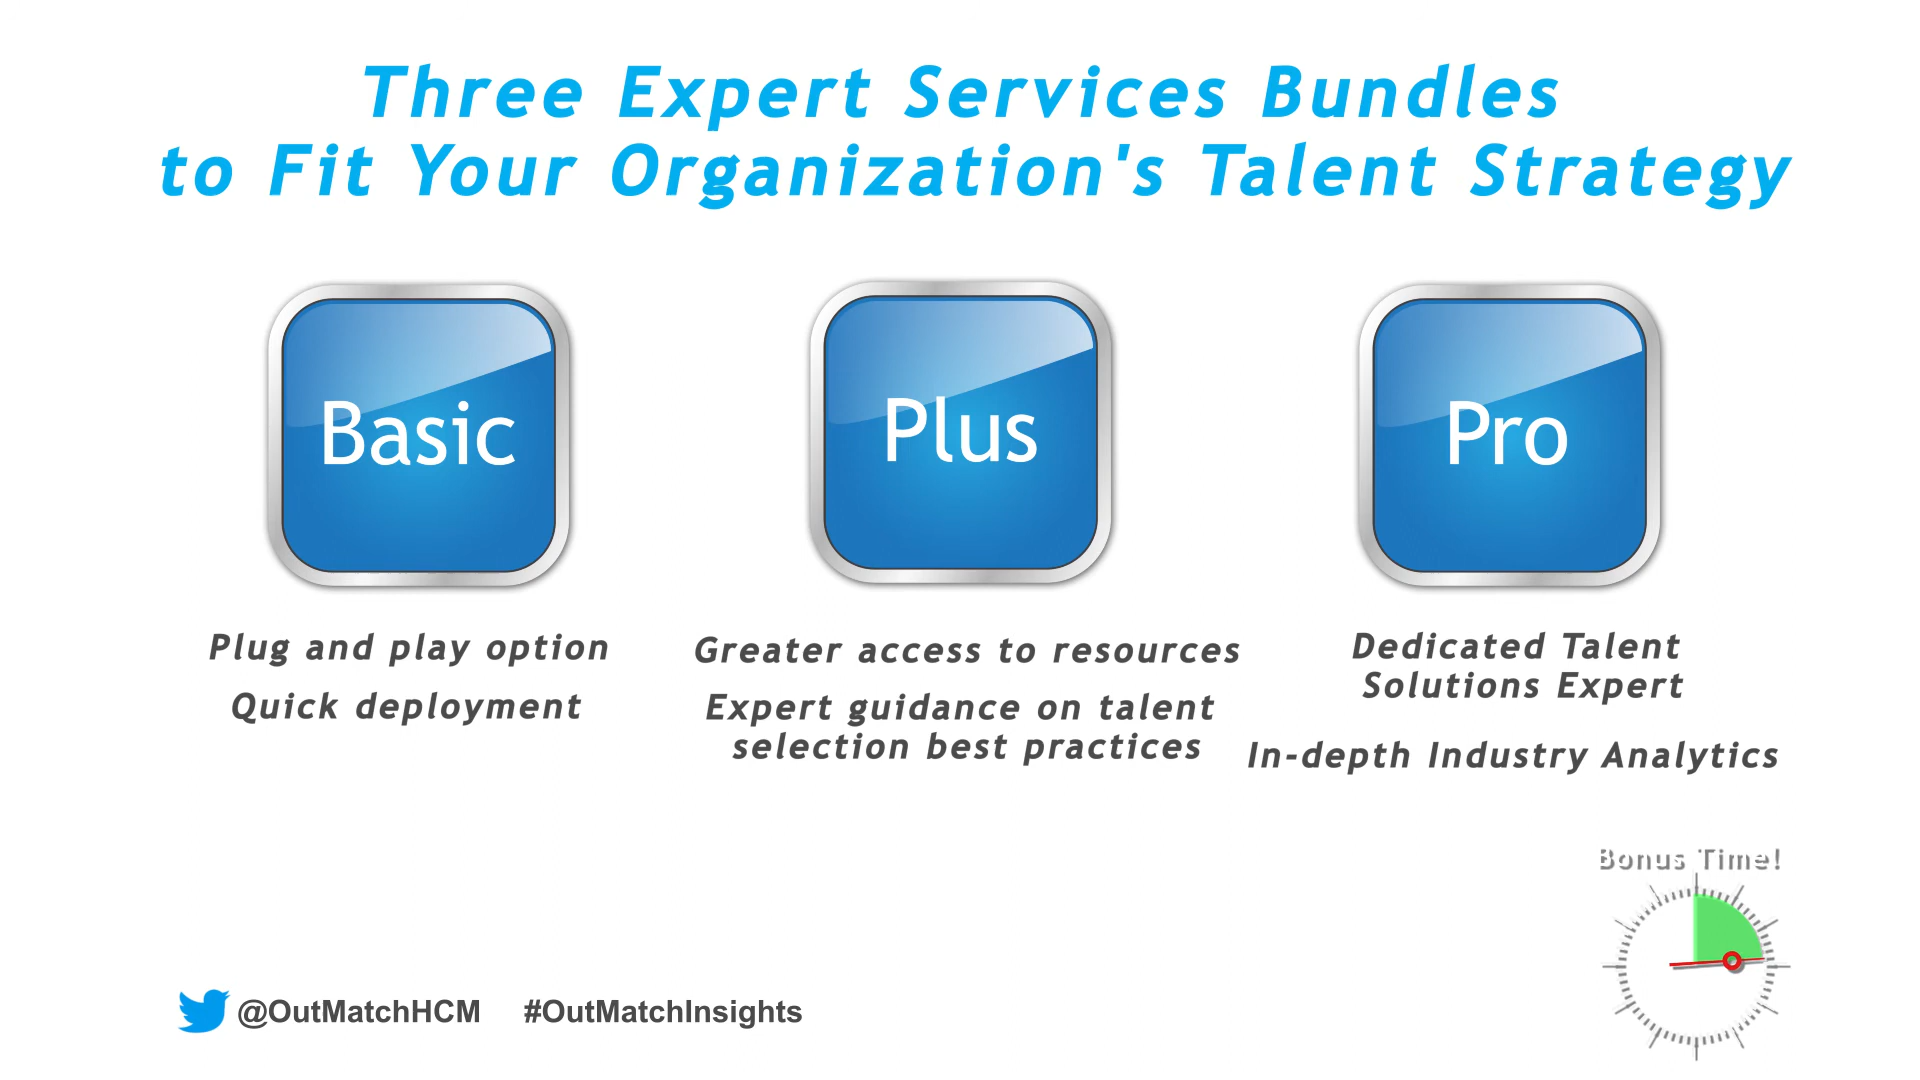 Three Expert Services Bundles
to Fit Your Organization's Talent Strategy
Basic
Plus
Pro
Plug and play option
Quick deployment
Greater access to resources
Expert guidance on talent
selection best practices
Dedicated Talent
Solutions Expert
In-depth Industry Analytics
Bonus Time!
@OutMatchHCM #OutMatchInsights